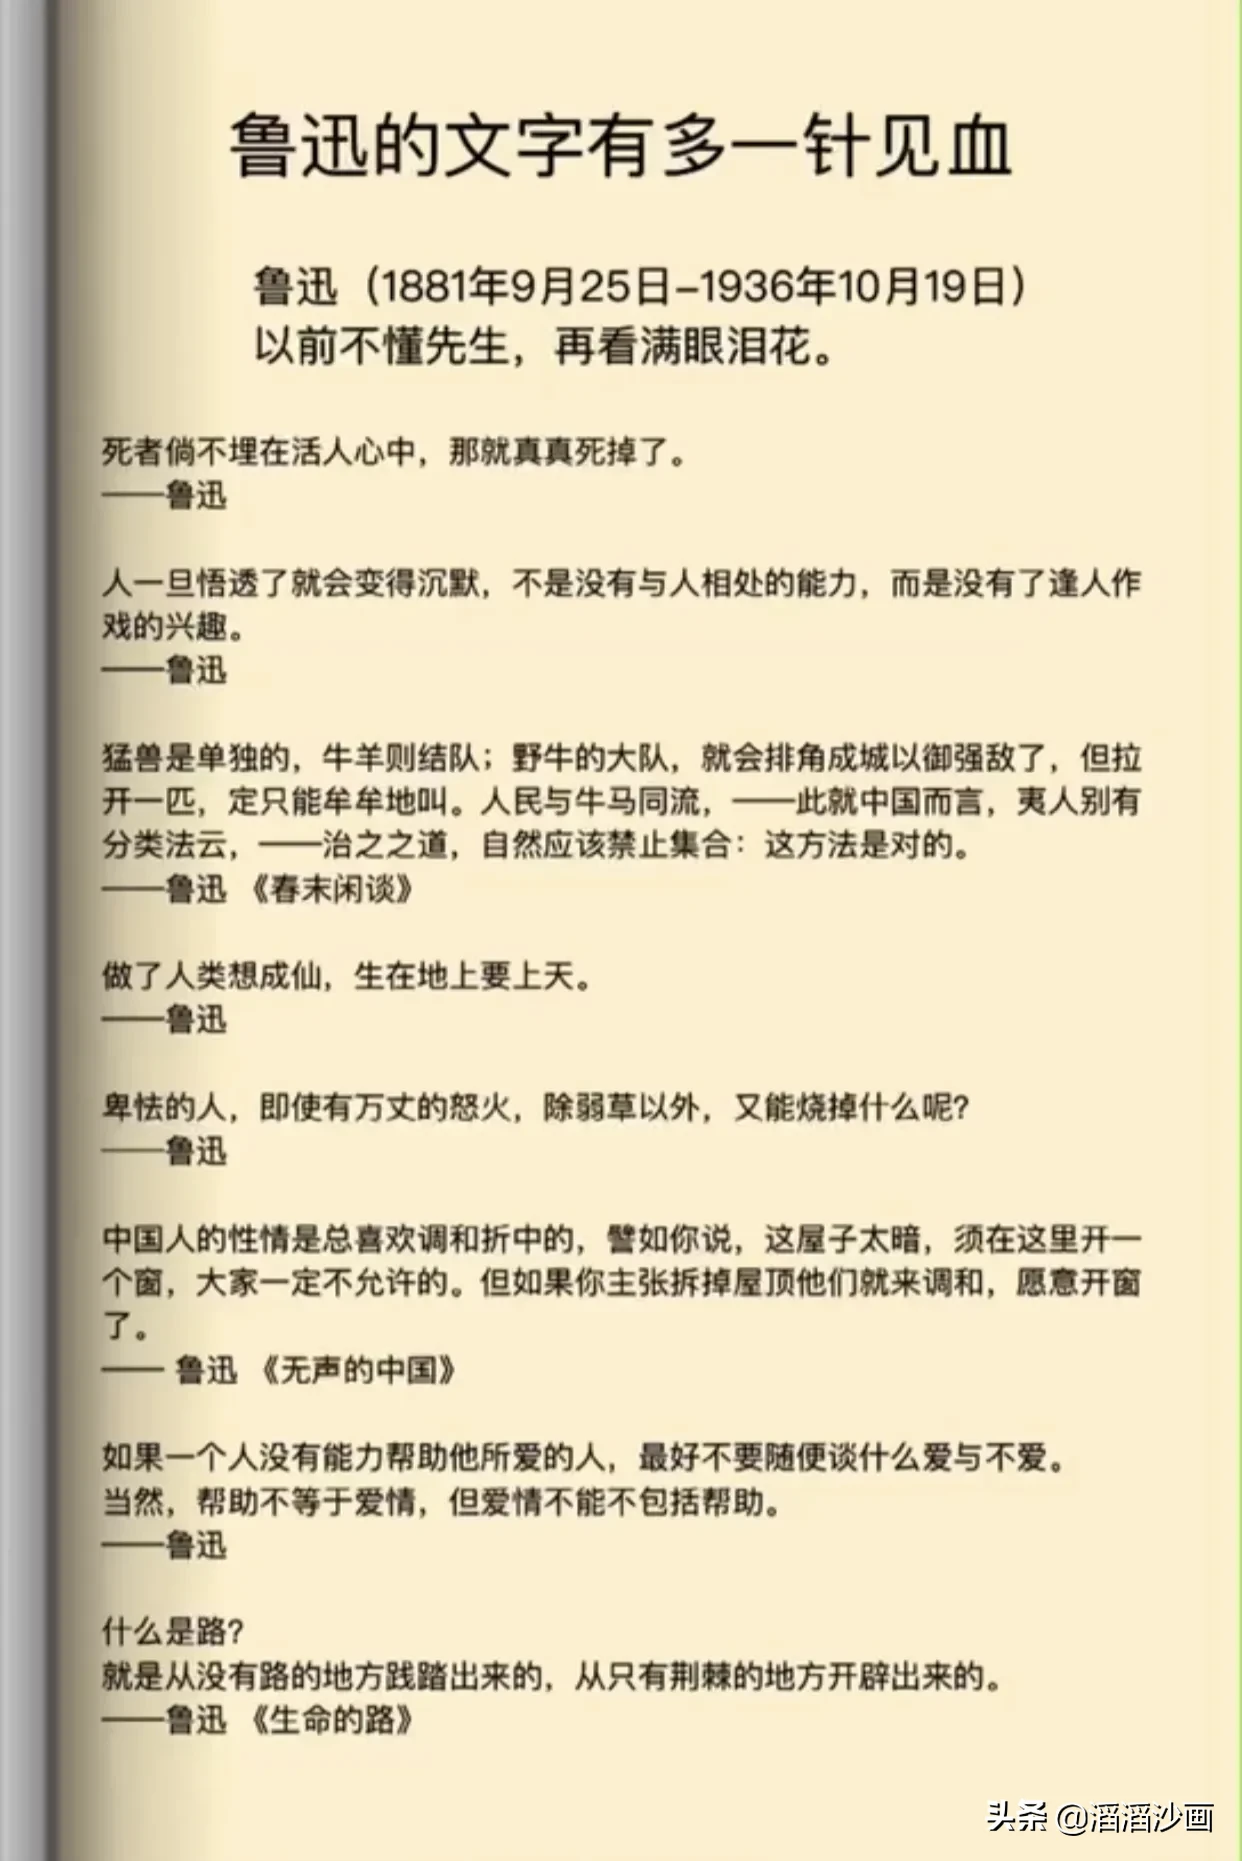 鲁迅的文字有多一针见血
鲁迅（1881年9月25日–1936年10月19日）
以前不懂先生，再看满眼泪花。
死者倘不埋在活人心中，那就真真死掉了。
——鲁迅
人一旦悟透了就会变得沉默，不是没有与人相处的能力，而是没有了逢人作
戏的兴趣。
——鲁迅
猛兽是单独的，牛羊则结队；野牛的大队，就会排角成城以御强敌了，但拉
开一匹，定只能牟牟地叫。人民与牛马同流，——此就中国而言，夷人别有
分类法云，——治之之道，自然应该禁止集合：这方法是对的。
——鲁迅 《春末闲谈》
做了人类想成仙，生在地上要上天。
——鲁迅
卑怯的人，即使有万丈的怒火，除弱草以外，又能烧掉什么呢？
——鲁迅
中国人的性情是总喜欢调和折中的，譬如你说，这屋子太暗，须在这里开一
个窗，大家一定不允许的。但如果你主张拆掉屋顶他们就来调和，愿意开窗
了。
—— 鲁迅 《无声的中国》
如果一个人没有能力帮助他所爱的人，最好不要随便谈什么爱与不爱。
当然，帮助不等于爱情，但爱情不能不包括帮助。
——鲁迅
什么是路？
就是从没有路的地方践踏出来的，从只有荆棘的地方开辟出来的。
——鲁迅 《生命的路》
头条 @滔滔沙画